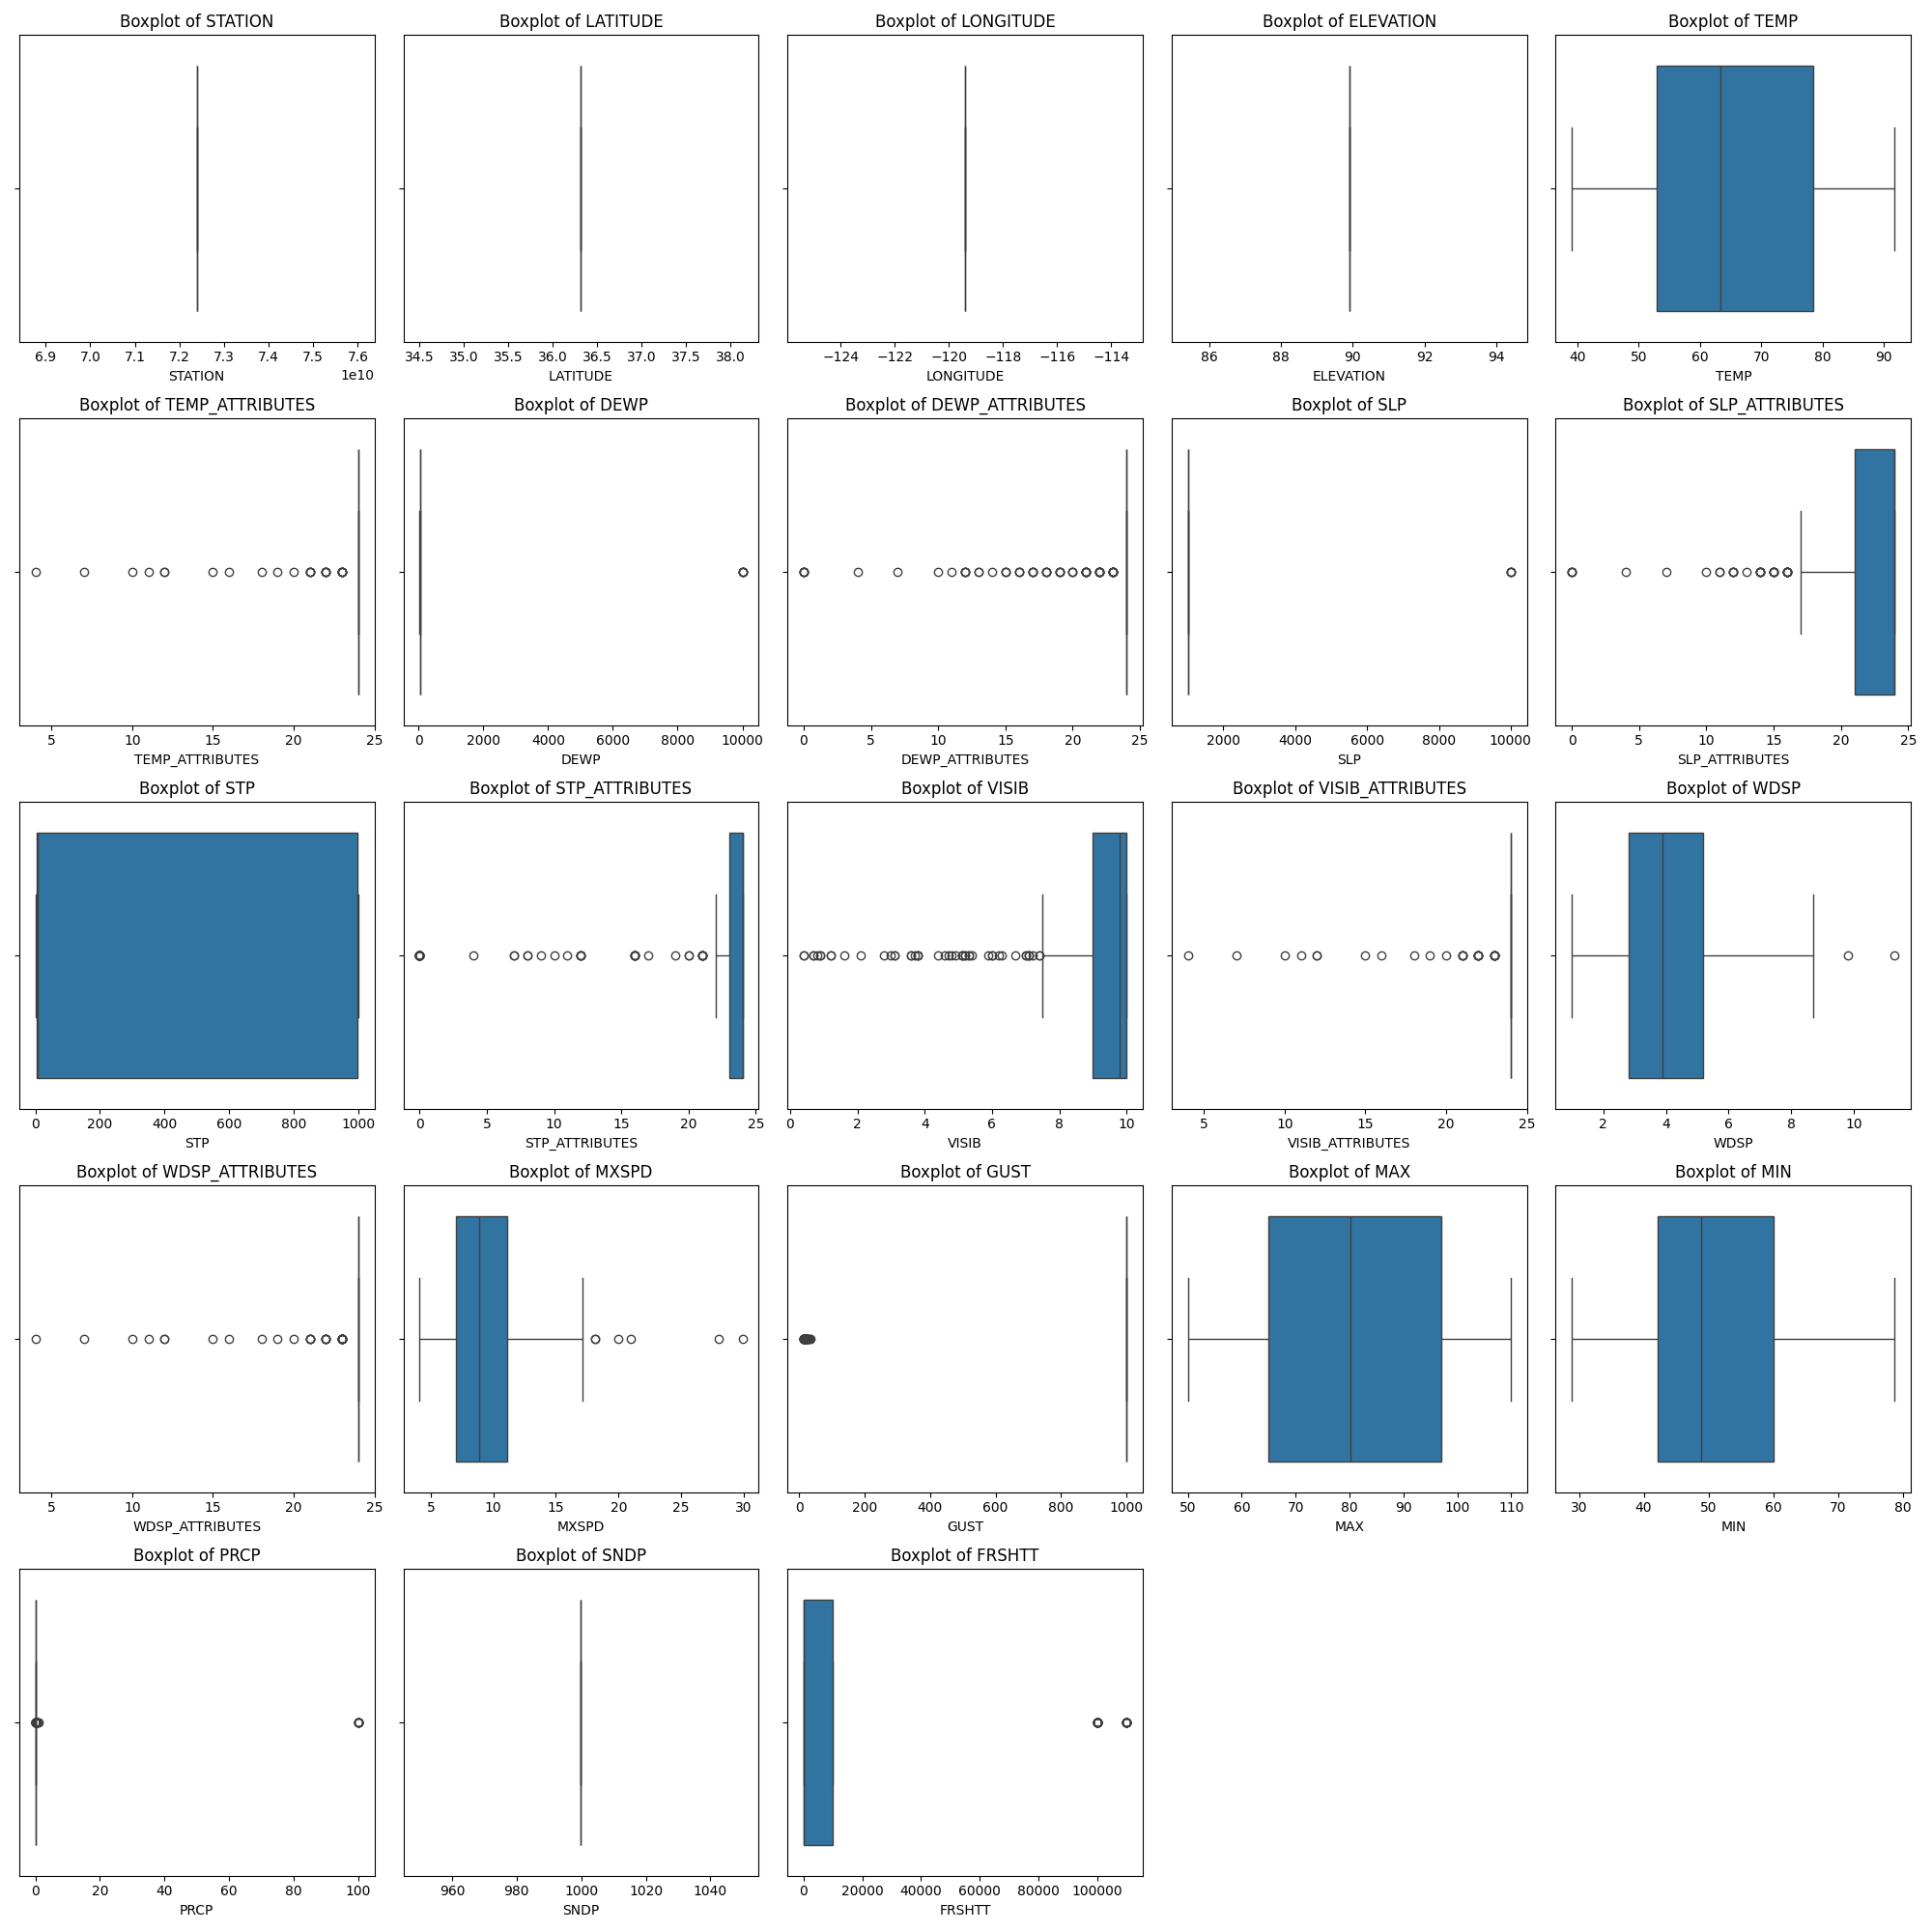 Boxplot of STATION Boxplot of LATITUDE Boxplot of LONGITUDE Boxplot of ELEVATION Boxplot of TEMP
6.9 7.0 7.1 7.2 7.3 7.4 7.5 7.6 34.5 35.0 35.5 36.0 36.5 37.0 37.5 38.0 −124 −122 −120 −118 −116 −114 86 88 90 92 94 40 50 60 70 80 90
STATION 1e10 LATITUDE LONGITUDE ELEVATION TEMP
Boxplot of TEMP_ATTRIBUTES Boxplot of DEWP Boxplot of DEWP_ATTRIBUTES Boxplot of SLP Boxplot of SLP_ATTRIBUTES
5 10 15 20 25 0 2000 4000 6000 8000 10000 0 5 10 15 20 25 2000 4000 6000 8000 10000 0 5 10 15 20 25
TEMP_ATTRIBUTES DEWP DEWP_ATTRIBUTES SLP SLP_ATTRIBUTES
Boxplot of STP Boxplot of STP_ATTRIBUTES Boxplot of VISIB Boxplot of VISIB_ATTRIBUTES Boxplot of WDSP
0 200 400 600 800 1000 0 5 10 15 20 25 0 2 4 6 8 10 5 10 15 20 25 2 4 6 8 10
STP STP_ATTRIBUTES VISIB VISIB_ATTRIBUTES WDSP
Boxplot of WDSP_ATTRIBUTES Boxplot of MXSPD Boxplot of GUST Boxplot of MAX Boxplot of MIN
5 10 15 20 25 5 10 15 20 25 30 0 200 400 600 800 1000 50 60 70 80 90 100 110 30 40 50 60 70 80
WDSP_ATTRIBUTES MXSPD GUST MAX MIN
Boxplot of PRCP Boxplot of SNDP Boxplot of FRSHTT
0 20 40 60 80 100 960 980 1000 1020 1040 0 20000 40000 60000 80000 100000
PRCP SNDP FRSHTT